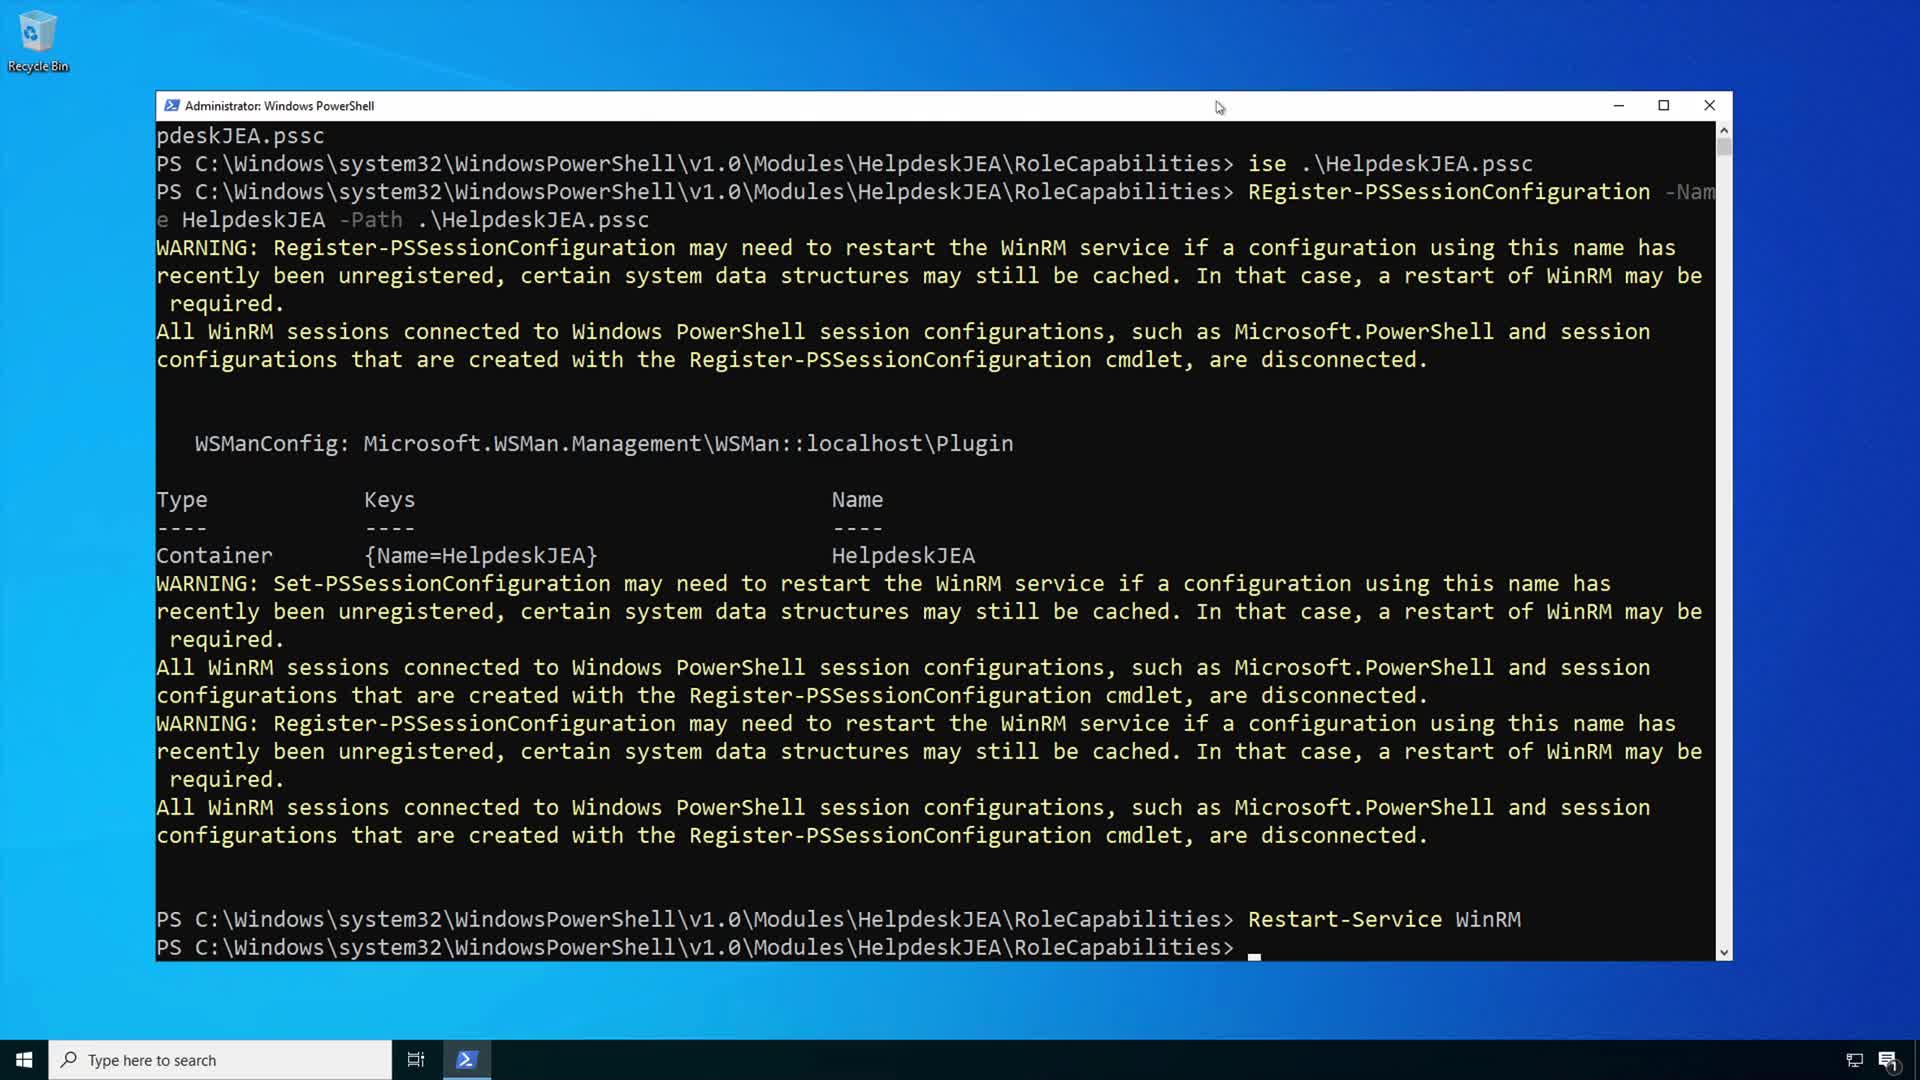 Recycle Bin
Administrator: Windows PowerShell
pdeskJEA.pssc
PS C:\Windows\system32\WindowsPowerShell\v1.0\Modules\HelpdeskJEA\RoleCapabilities> ise .\HelpdeskJEA.pssc
PS C:\Windows\system32\WindowsPowerShell\v1.0\Modules\HelpdeskJEA\RoleCapabilities> REgister-PSSessionConfiguration -Nam
e HelpdeskJEA -Path .\HelpdeskJEA.pssc
WARNING: Register-PSSessionConfiguration may need to restart the WinRM service if a configuration using this name has
recently been unregistered, certain system data structures may still be cached. In that case, a restart of WinRM may be
 required.
All WinRM sessions connected to Windows PowerShell session configurations, such as Microsoft.PowerShell and session
configurations that are created with the Register-PSSessionConfiguration cmdlet, are disconnected.
   WSManConfig: Microsoft.WSMan.Management\WSMan::localhost\Plugin
Type            Keys                                Name
----            ----                                ----
Container       {Name=HelpdeskJEA}                  HelpdeskJEA
WARNING: Set-PSSessionConfiguration may need to restart the WinRM service if a configuration using this name has
recently been unregistered, certain system data structures may still be cached. In that case, a restart of WinRM may be
 required.
All WinRM sessions connected to Windows PowerShell session configurations, such as Microsoft.PowerShell and session
configurations that are created with the Register-PSSessionConfiguration cmdlet, are disconnected.
WARNING: Register-PSSessionConfiguration may need to restart the WinRM service if a configuration using this name has
recently been unregistered, certain system data structures may still be cached. In that case, a restart of WinRM may be
 required.
All WinRM sessions connected to Windows PowerShell session configurations, such as Microsoft.PowerShell and session
configurations that are created with the Register-PSSessionConfiguration cmdlet, are disconnected.
PS C:\Windows\system32\WindowsPowerShell\v1.0\Modules\HelpdeskJEA\RoleCapabilities> Restart-Service WinRM
PS C:\Windows\system32\WindowsPowerShell\v1.0\Modules\HelpdeskJEA\RoleCapabilities>
Type here to search
1